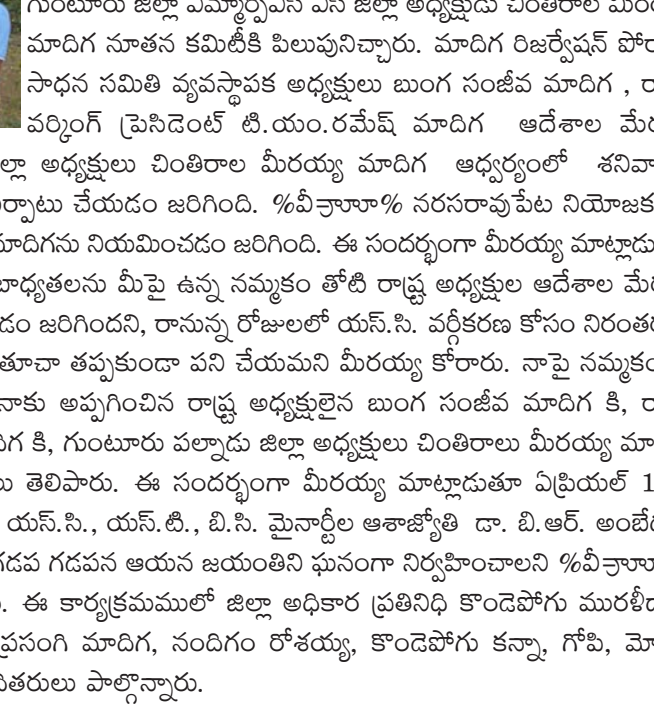 గుంటూరు జిల్లా ఎమ్మార్పీఎస్ ఎస్ జిల్లా అధ్యక్షుడు చింతిరాల
మాదిగ నూతన కమిటీకి పిలుపునిచ్చారు. మాదిగ రిజర్వేషన్ పోరా
సాధన సమితి వ్యవస్థాపక అధ్యక్షులు బుంగ సంజీవ మాదిగ , రా
వర్కింగ్ ప్రెసిడెంట్ టి.యం.రమేష్ మాదిగ ఆదేశాల మేర
ల్లా అధ్యక్షులు చింతిరాల మీరయ్య మాదిగ ఆధ్వర్యంలో శనివా
ర్పాటు చేయడం జరిగింది. నరసరావుపేట నియోజక
మాదిగను నియమించడం జరిగింది. ఈ సందర్భంగా మీరయ్య మాట్లాడు
బాధ్యతలను మీపై ఉన్న నమ్మకం తోటి రాష్ట్ర అధ్యక్షుల ఆదేశాల మేర
డం జరిగిందని, రానున్న రోజులలో యస్.సి. వర్గీకరణ కోసం నిరంతర
తూచా తప్పకుండా పని చేయమని మీరయ్య కోరారు. నాపై నమ్మకం
నాకు అప్పగించిన రాష్ట్ర అధ్యక్షులైన బుంగ సంజీవ మాదిగ కి, రా
దిగ కి, గుంటూరు పల్నాడు జిల్లా అధ్యక్షులు చింతిరాలు మీరయ్య మా
లు తెలిపారు. ఈ సందర్భంగా మీరయ్య మాట్లాడుతూ ఏప్రియల్ 1
యస్.సి., యస్.టి., బి.సి. మైనార్టీల ఆశాజ్యోతి డా. బి.ఆర్. అంబేద
గడప గడపన ఆయన జయంతిని ఘనంగా నిర్వహించాలని
. ఈ కార్యక్రమములో జిల్లా అధికార ప్రతినిధి కొండెపోగు మురళీద
ప్రసంగి మాదిగ, నందిగం రోశయ్య, కొండెపోగు కన్నా, గోపి, మో
దితరులు పాల్గొన్నారు.